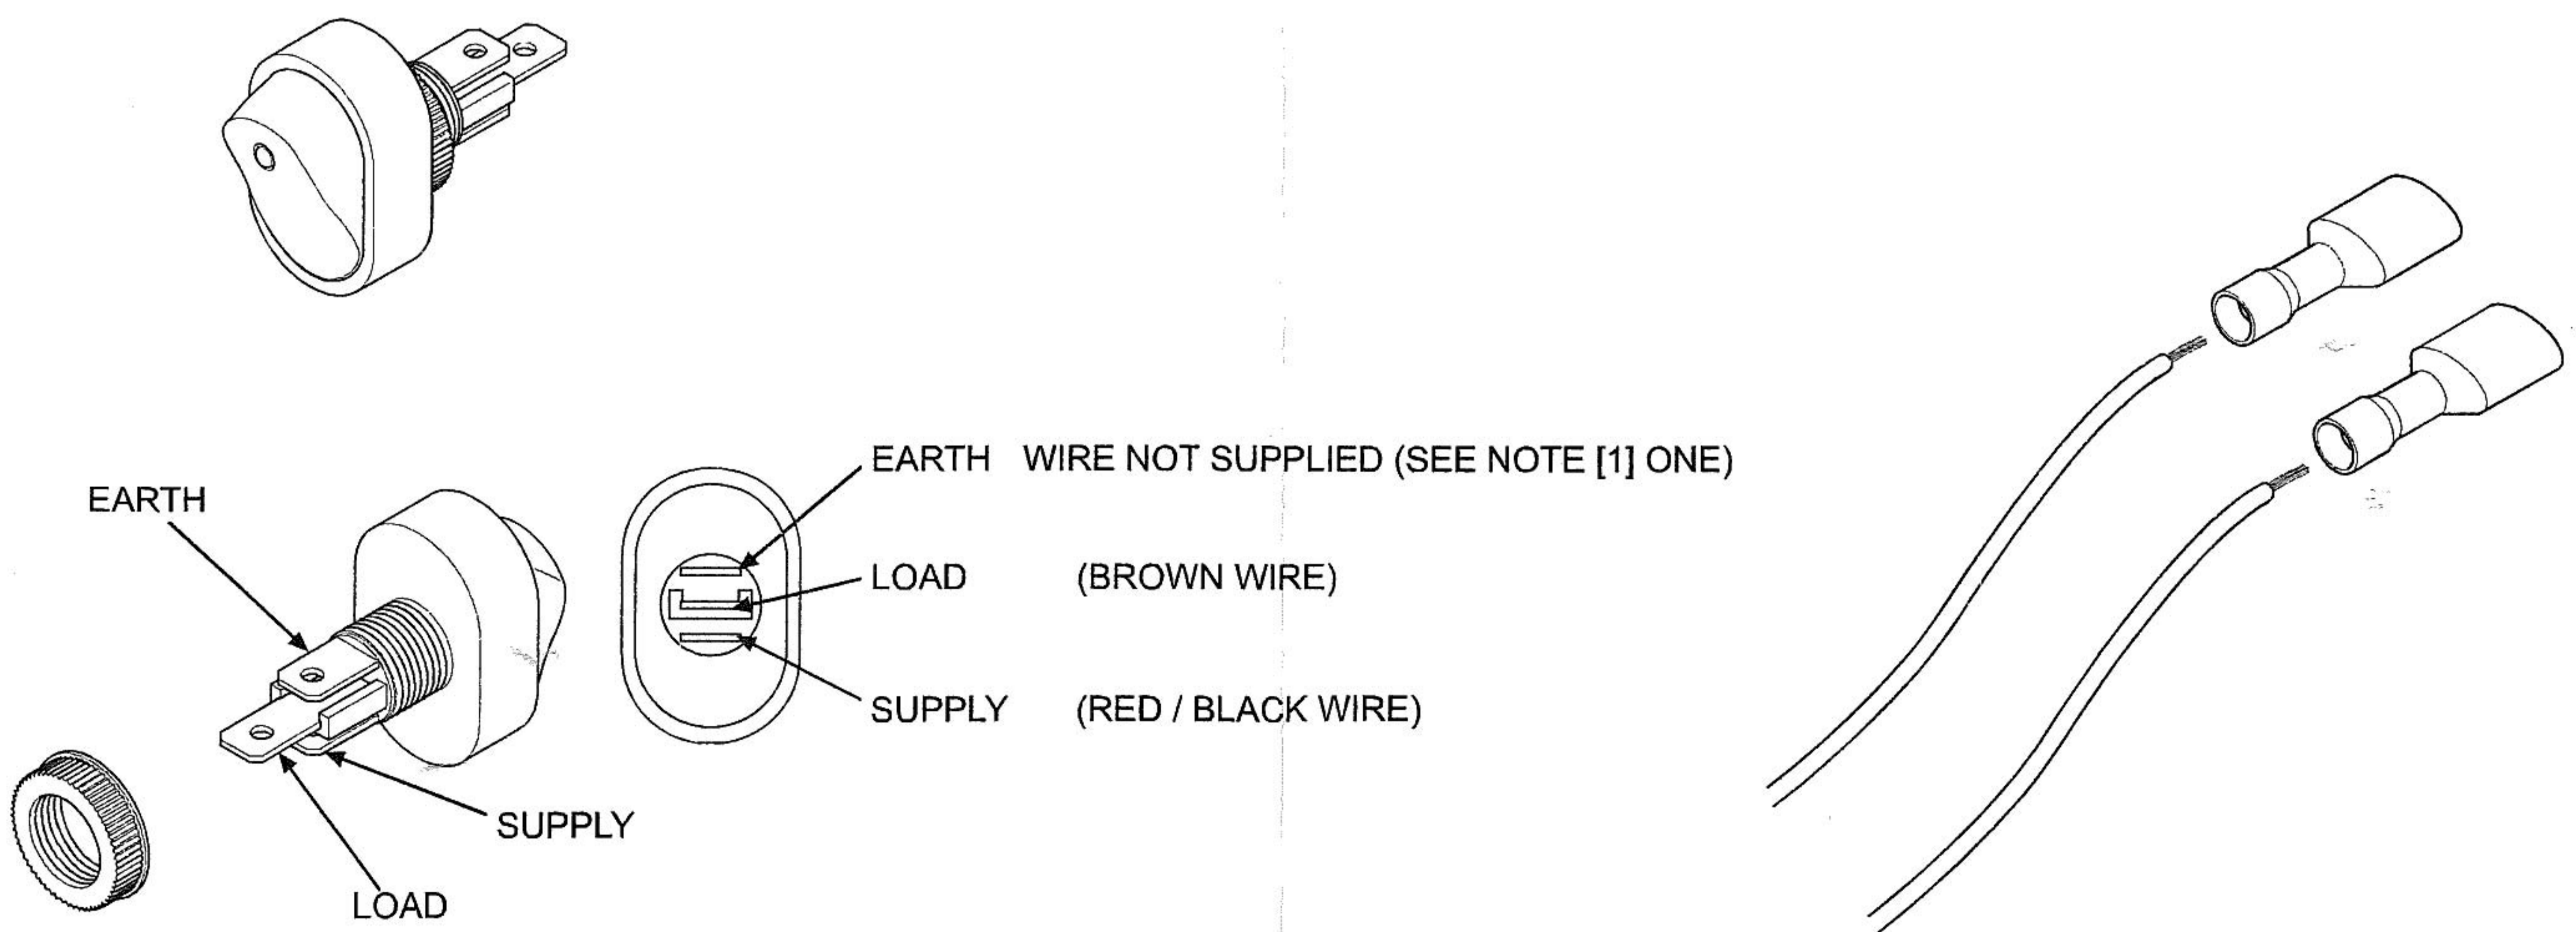 EARTH WIRE NOT SUPPLIED (SEE NOTE [1] ONE)
EARTH
LOAD (BROWN WIRE)
SUPPLY (RED / BLACK WIRE)
SUPPLY
LOAD